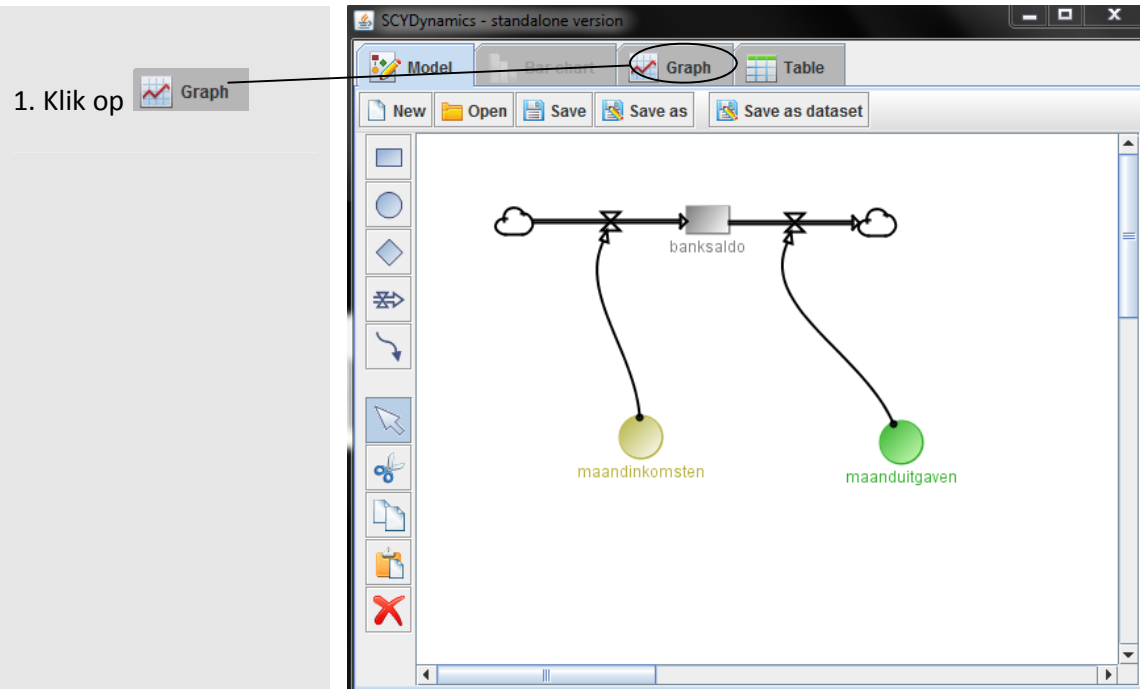 SCYDynamics - standalone version
Model Bar chart Graph Table
1. Klik op Graph
New Open Save Save as Save as dataset
banksaldo
maandinkomsten
maanduitgaven